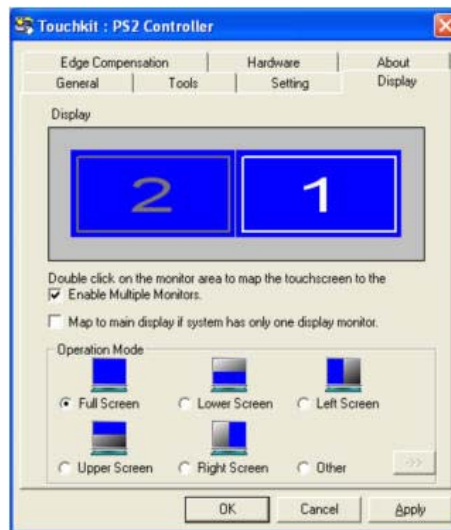 Touchkit : PS2 Controller
Edge Compensation Hardware About
General Tools Setting Display
Display
2 1
Double click on the monitor area to map the touchscreen to the
Enable Multiple Monitors.
Map to main display if system has only one display monitor.
Operation Mode
Full Screen Lower Screen Left Screen
Upper Screen Right Screen Other
->>
OK Cancel Apply